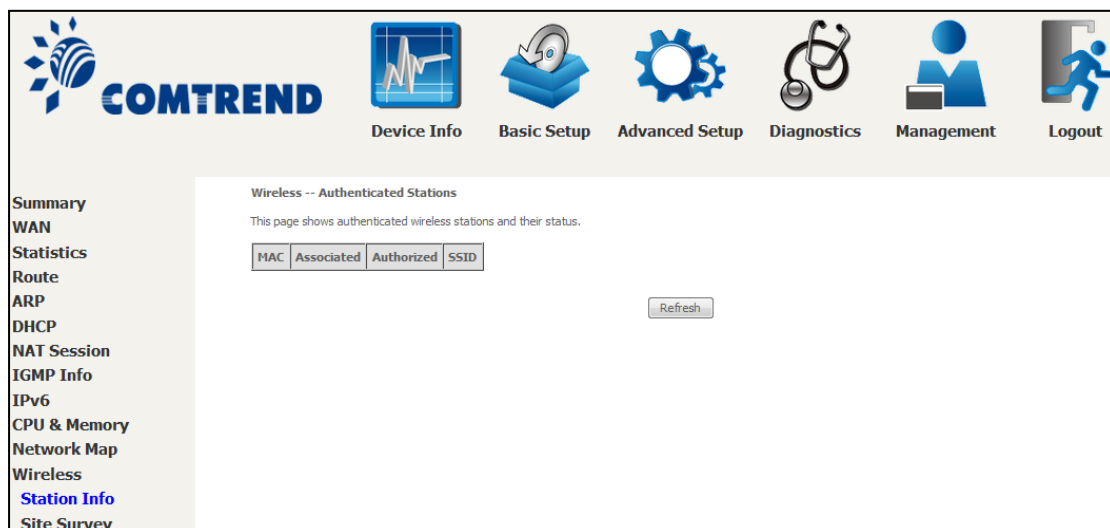 COMTREND
Device Info
Basic Setup
Advanced Setup
Diagnostics
Management
Logout
Summary
WAN
Statistics
Route
ARP
DHCP
NAT Session
IGMP Info
IPv6
CPU & Memory
Network Map
Wireless
Station Info
Site Survey
Wireless -- Authenticated Stations
This page shows authenticated wireless stations and their status.
MAC Associated Authorized SSID
Refresh